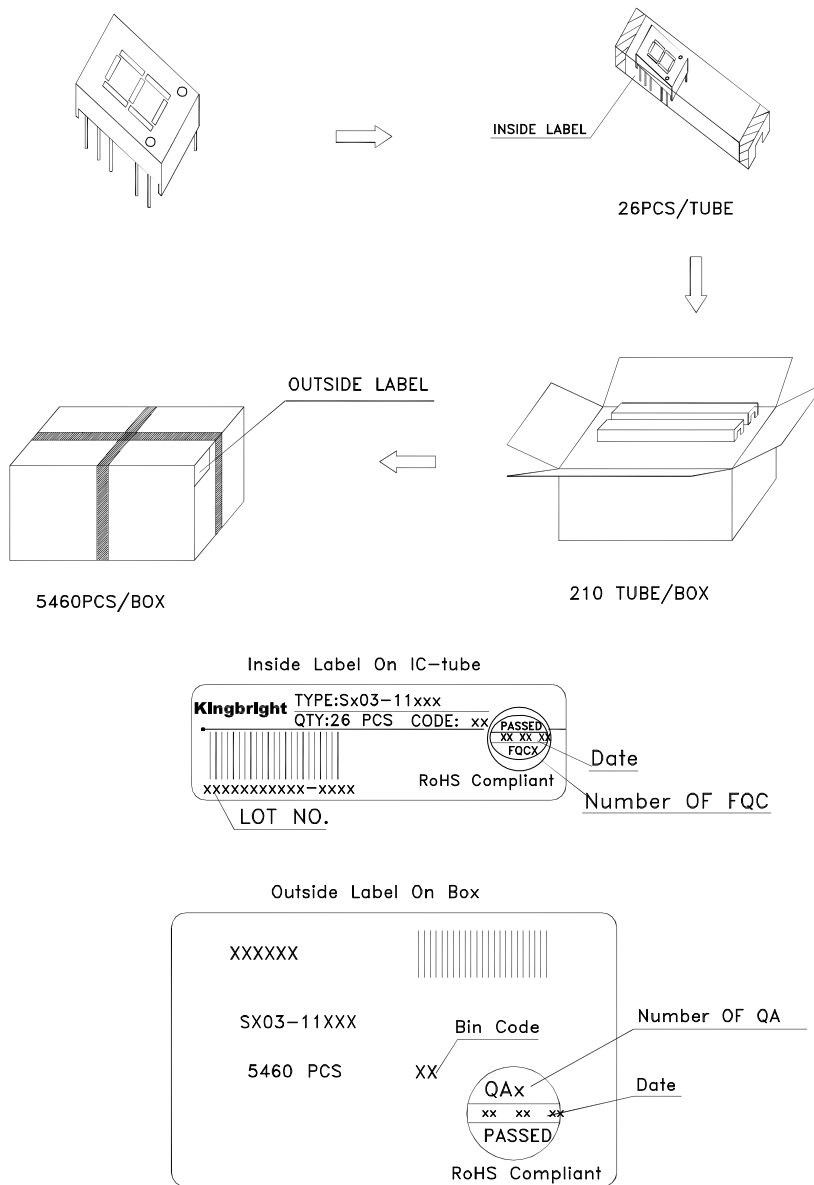 INSIDE LABEL
26PCS/TUBE
OUTSIDE LABEL
5460PCS/BOX
210 TUBE/BOX
Inside Label On IC-tube
Kingbright
TYPE:Sx03-11xxx
QTY:26 PCS CODE: xx
PASSED
XX XX XX
FQCX
Date
RoHS Compliant
xxxxxxxxxxx-xxxx
Number OF FQC
LOT NO.
Outside Label On Box
XXXXXX
SX03-11XXX
Bin Code
Number OF QA
5460 PCS
XX
QAx
Date
xx xx xx
PASSED
RoHS Compliant